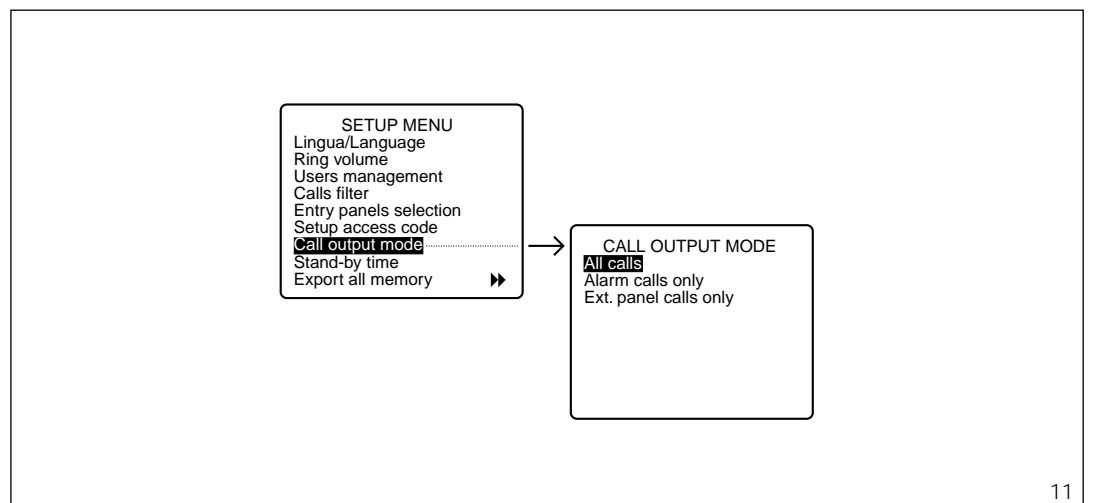 SETUP MENU
Lingua/Language
Ring volume
Users management
Calls filter
Entry panels selection
Setup access code
Call output mode
Stand-by time
Export all memory
CALL OUTPUT MODE
All calls
Alarm calls only
Ext. panel calls only
11